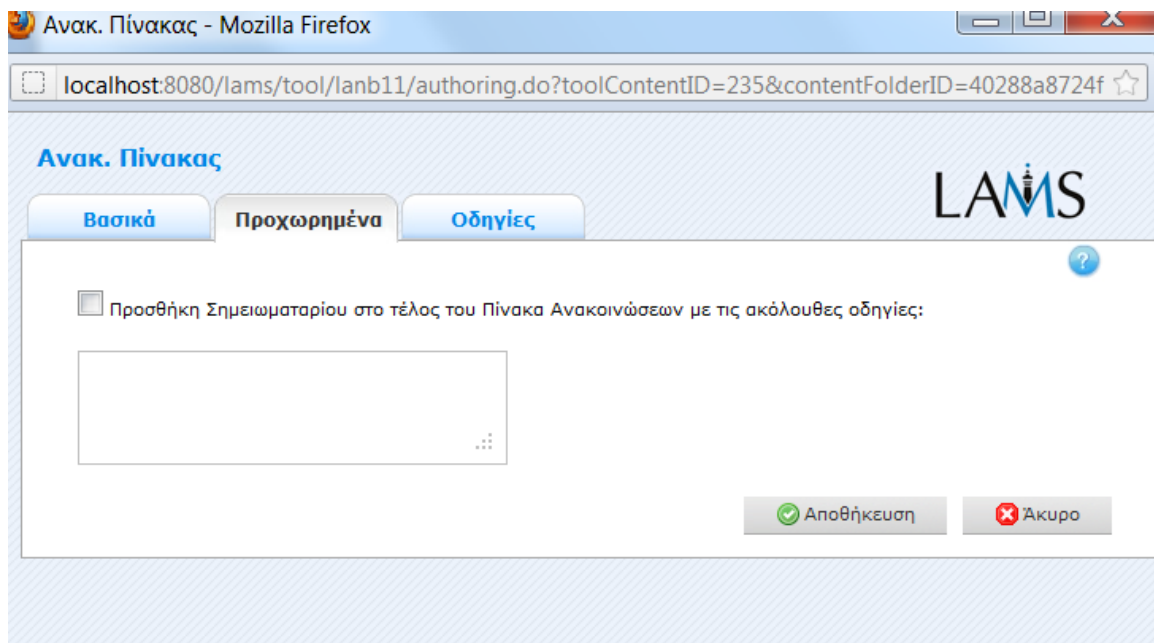 Ανακ. Πίνακας - Mozilla Firefox
localhost:8080/lams/tool/lanb11/authoring.do?toolContentID=235&contentFolderID=40288a8724f
Ανακ. Πίνακας
LAMS
Βασικά Προχωρημένα Οδηγίες
?
Προσθήκη Σημειωματαρίου στο τέλος του Πίνακα Ανακοινώσεων με τις ακόλουθες οδηγίες:
Αποθήκευση Άκυρο